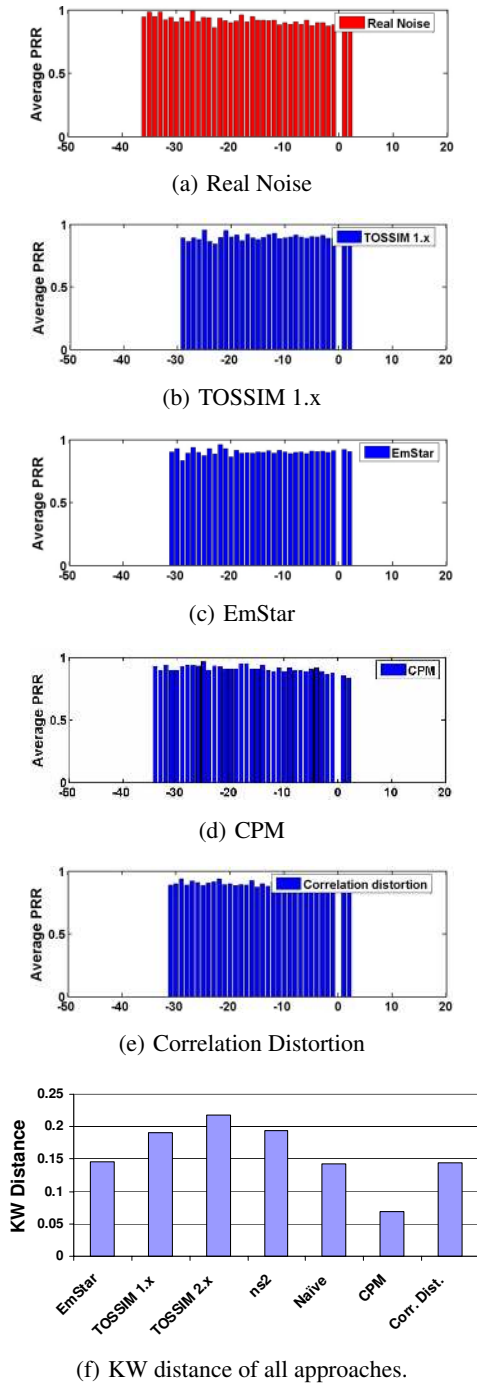 Average PRR
1
0.5
0
Real Noise
-50 -40 -30 -20 -10 0 10 20
(a) Real Noise
Average PRR
1
0.5
0
TOSSIM 1.x
-50 -40 -30 -20 -10 0 10 20
(b) TOSSIM 1.x
Average PRR
1
0.5
0
EmStar
-50 -40 -30 -20 -10 0 10 20
(c) EmStar
Average PRR
1
0.5
0
CPM
-50 -40 -30 -20 -10 0 10 20
(d) CPM
Average PRR
1
0.5
0
Correlation distortion
-50 -40 -30 -20 -10 0 10 20
(e) Correlation Distortion
KW Distance
0.25
0.2
0.15
0.1
0.05
0
EmStar
TOSSIM 1.x
TOSSIM 2.x
ns2
Naïve
CPM
Corr. Dist.
(f) KW distance of all approaches.